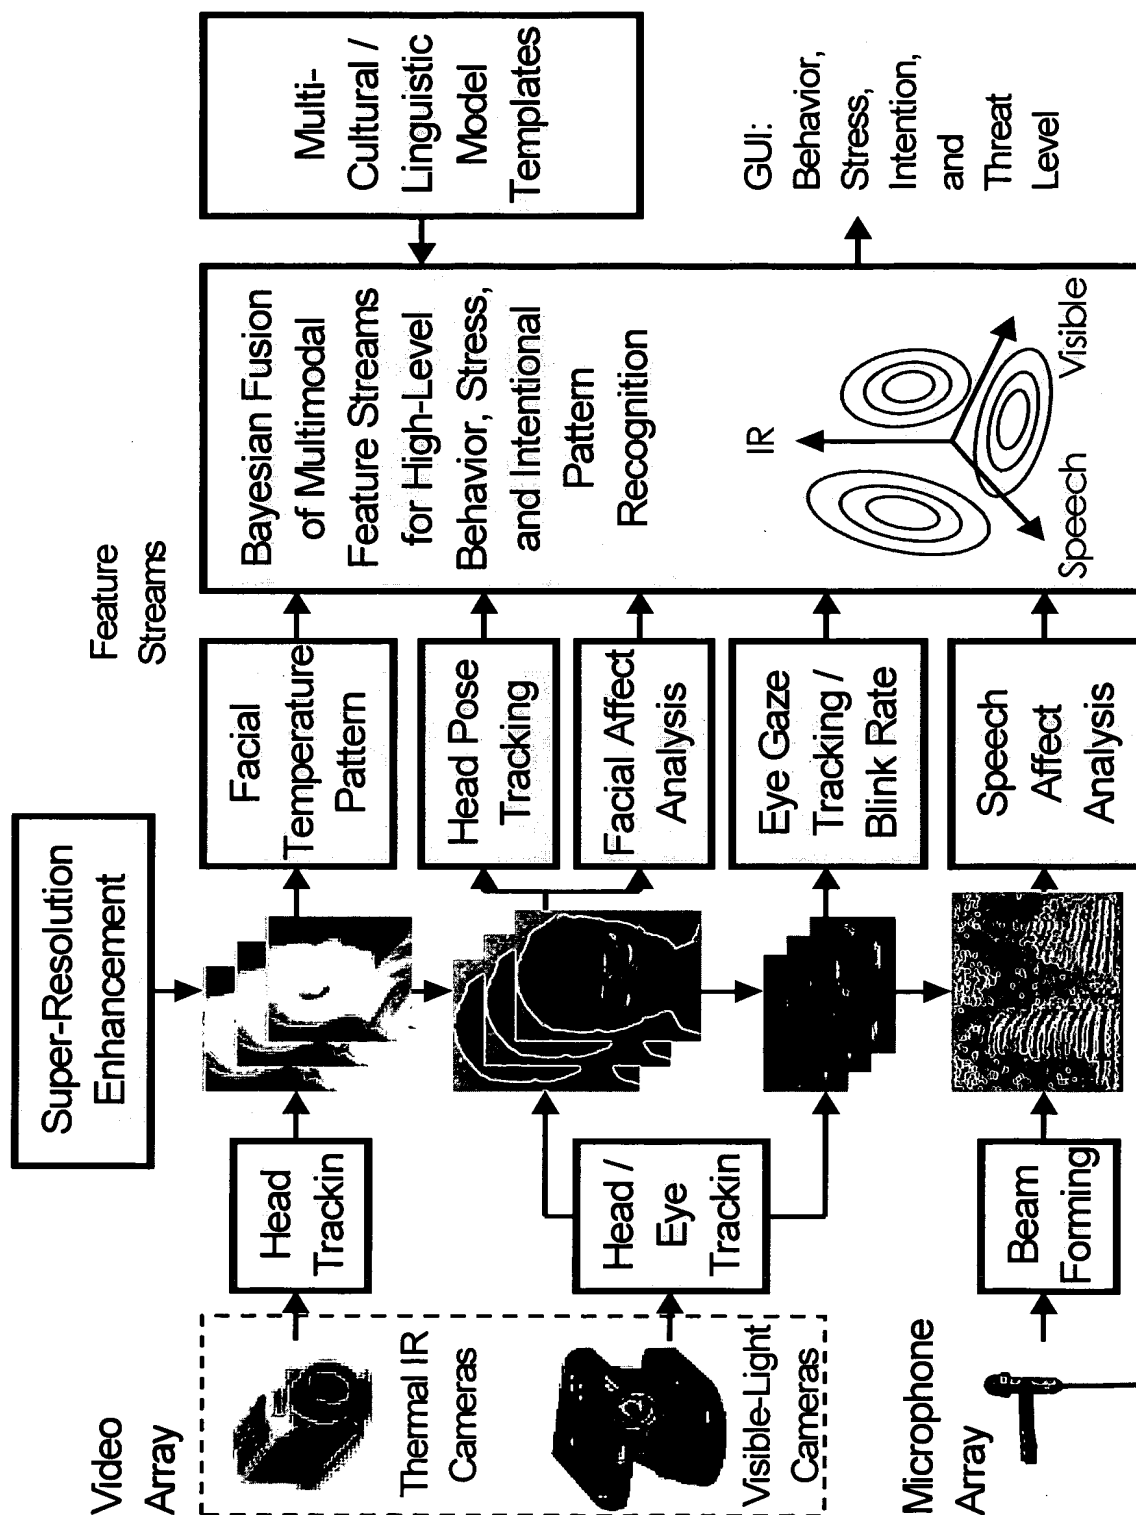 Video
Array
Thermal IR
Cameras
Visible-Light
Cameras
Microphone
Array
Head
Trackin
Head /
Eye
Trackin
Beam
Forming
Super-Resolution
Enhancement
Feature
Streams
Facial
Temperature
Pattern
Head Pose
Tracking
Facial Affect
Analysis
Eye Gaze
Tracking /
Blink Rate
Speech
Affect
Analysis
Bayesian Fusion
of Multimodal
Feature Streams
for High-Level
Behavior, Stress,
and Intentional
Pattern
Recognition
IR
Speech
Visible
Multi-
Cultural /
Linguistic
Model
Templates
GUI:
Behavior,
Stress,
Intention,
and
Threat
Level